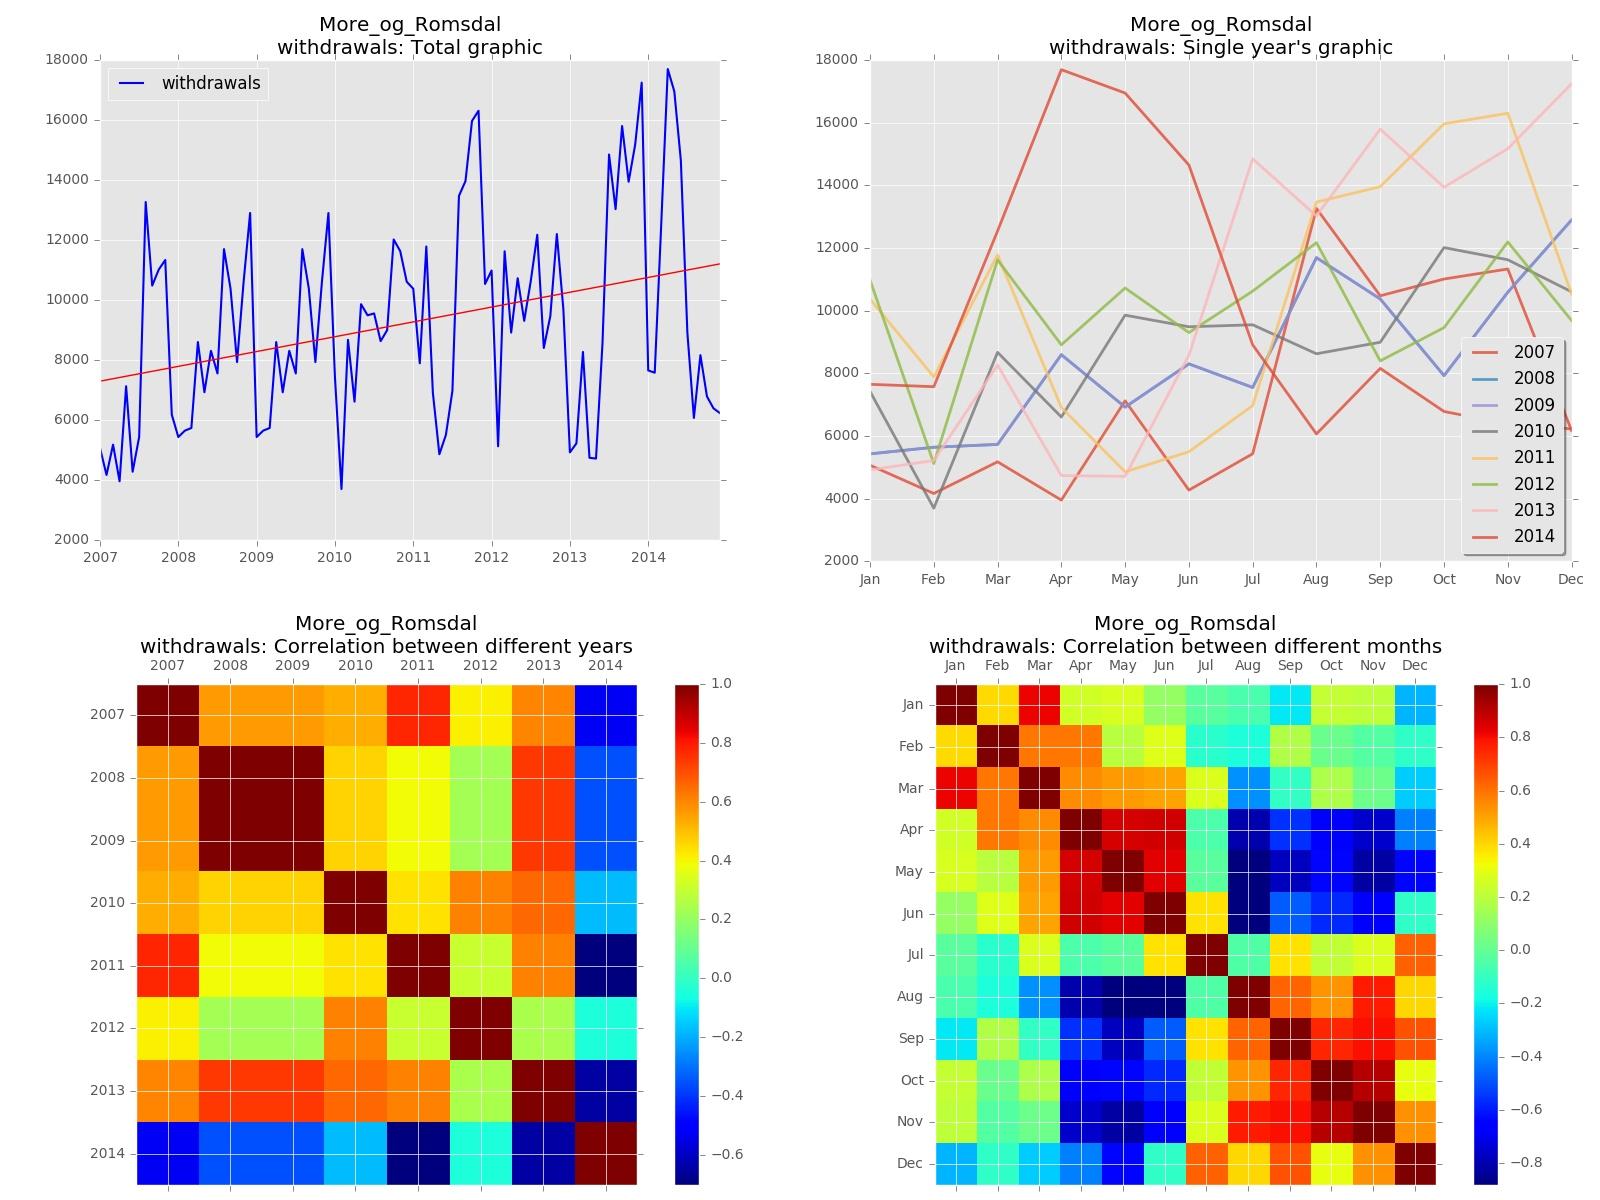 More_og_Romsdal
withdrawals: Total graphic
18000
16000
14000
12000
10000
8000
6000
4000
2000
withdrawals
2007 2008 2009 2010 2011 2012 2013 2014
More_og_Romsdal
withdrawals: Single year's graphic
18000
16000
14000
12000
10000
8000
6000
4000
2000
2007
2008
2009
2010
2011
2012
2013
2014
Jan Feb Mar Apr May Jun Jul Aug Sep Oct Nov Dec
More_og_Romsdal
withdrawals: Correlation between different years
2007 2008 2009 2010 2011 2012 2013 2014
2007
2008
2009
2010
2011
2012
2013
2014
1.0
0.8
0.6
0.4
0.2
0.0
−0.2
−0.4
−0.6
More_og_Romsdal
withdrawals: Correlation between different months
Jan Feb Mar Apr May Jun Jul Aug Sep Oct Nov Dec
Jan
Feb
Mar
Apr
May
Jun
Jul
Aug
Sep
Oct
Nov
Dec
1.0
0.8
0.6
0.4
0.2
0.0
−0.2
−0.4
−0.6
−0.8